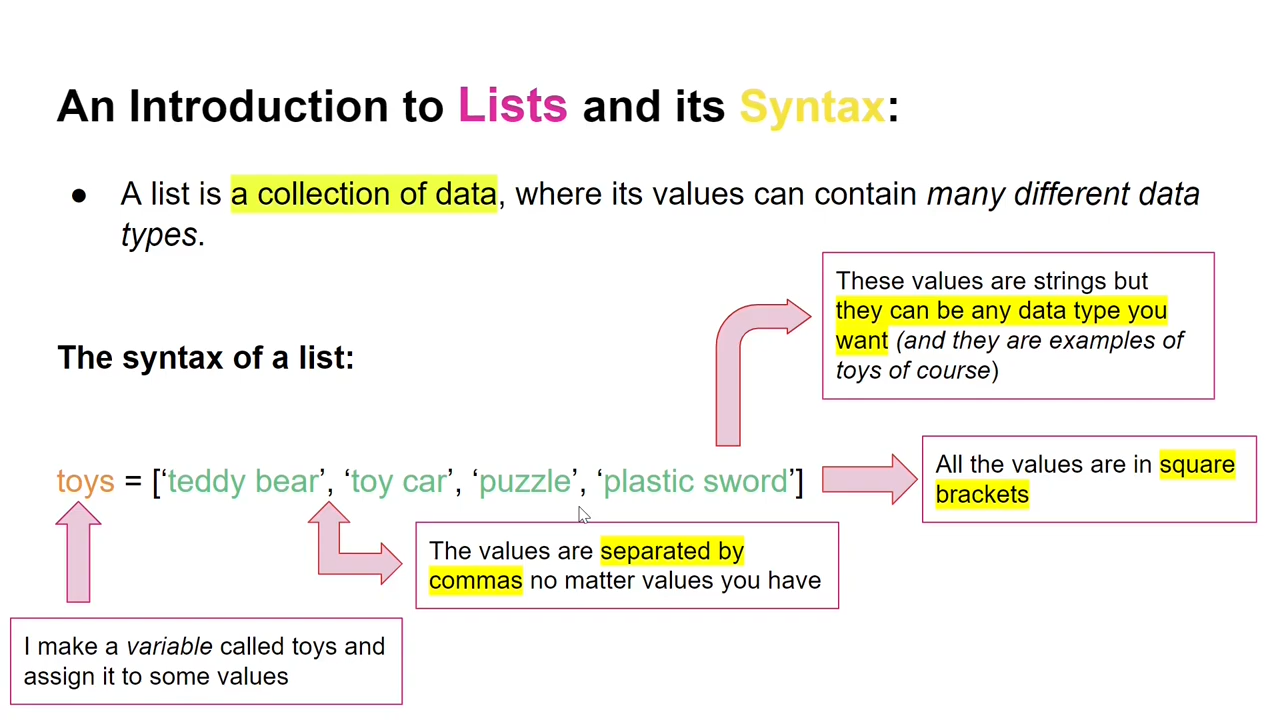 An Introduction to Lists and its Syntax:
● A list is a collection of data, where its values can contain many different data
types.
These values are strings but
they can be any data type you
want (and they are examples of
toys of course)
The syntax of a list:
toys = [‘teddy bear’, ‘toy car’, ‘puzzle’, ‘plastic sword’]
All the values are in square
brackets
The values are separated by
commas no matter values you have
I make a variable called toys and
assign it to some values